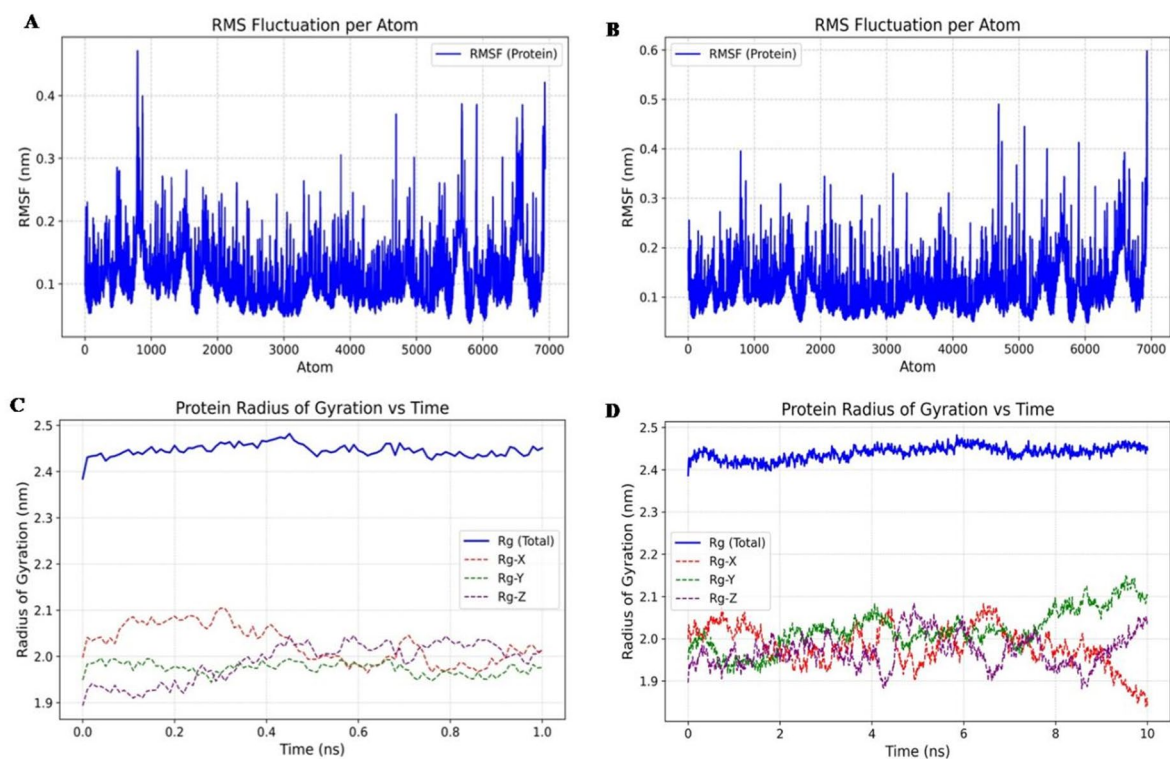 A
RMS Fluctuation per Atom
RMSF (Protein)
RMSF (nm)
0.4
0.3
0.2
0.1
0 1000 2000 3000 4000 5000 6000 7000
Atom
B
RMS Fluctuation per Atom
RMSF (Protein)
RMSF (nm)
0.6
0.5
0.4
0.3
0.2
0.1
0 1000 2000 3000 4000 5000 6000 7000
Atom
C
Protein Radius of Gyration vs Time
Radius of Gyration (nm)
2.5
2.4
2.3
2.2
2.1
2.0
1.9
Rg (Total)
Rg-X
Rg-Y
Rg-Z
0.0 0.2 0.4 0.6 0.8 1.0
Time (ns)
D
Protein Radius of Gyration vs Time
Radius of Gyration (nm)
2.5
2.4
2.3
2.2
2.1
2.0
1.9
Rg (Total)
Rg-X
Rg-Y
Rg-Z
0 2 4 6 8 10
Time (ns)